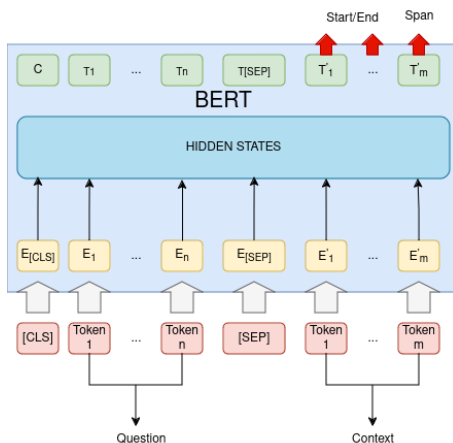 Start/End Span
C T1 ... Tn T[SEP] T'1 ... T'm
BERT
HIDDEN STATES
E[CLS] E1 ... En E[SEP] E'1 ... E'm
[CLS] Token 1 ... Token n [SEP] Token 1 ... Token m
Question Context